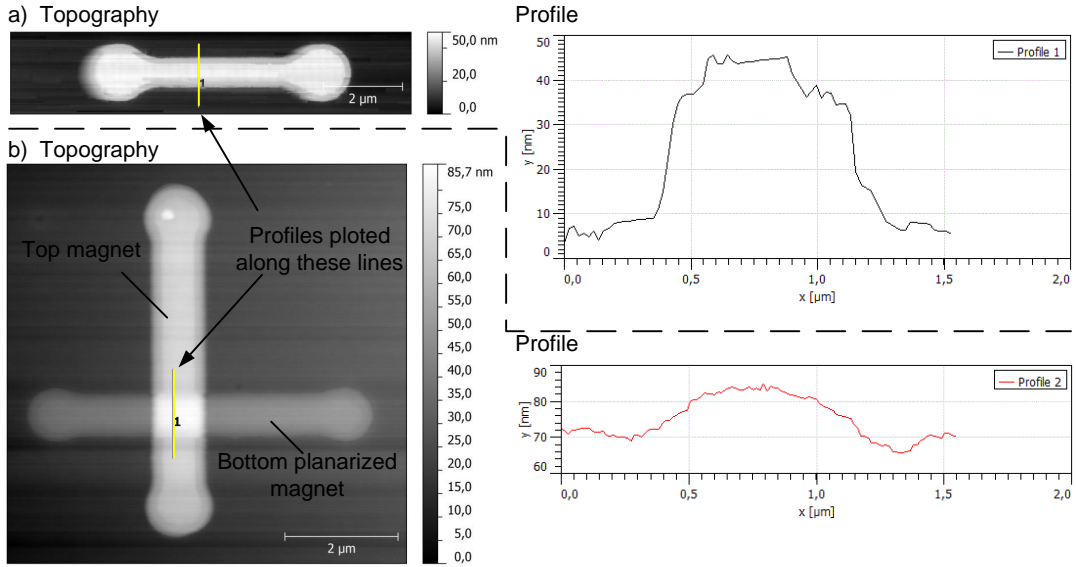 a) Topography
1
2 µm
50,0 nm
20,0
0,0
Profile
Profile 1
50
40
30
20
10
0
y [nm]
0,0
0,5
1,0
1,5
2,0
x [µm]
b) Topography
Top magnet
Profiles ploted
along these lines
1
Bottom planarized
magnet
2 µm
85,7 nm
75,0
70,0
65,0
60,0
55,0
50,0
45,0
40,0
35,0
30,0
25,0
20,0
15,0
10,0
5,0
0,0
Profile
Profile 2
90
80
70
60
y [nm]
0,0
0,5
1,0
1,5
2,0
x [µm]